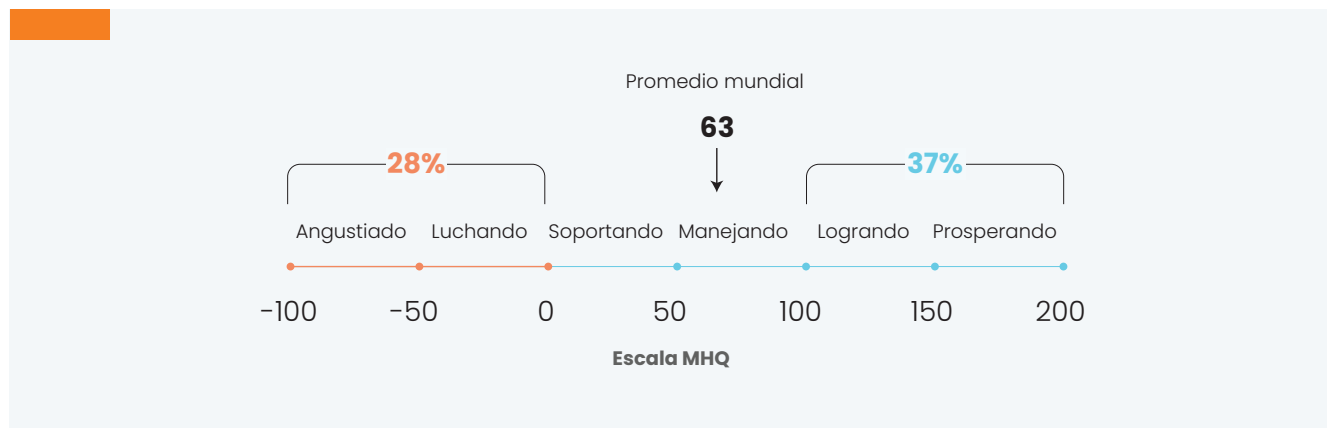 Promedio mundial
63
28%
37%
Angustiado Luchando Soportando Manejando Logrando Prosperando
-100 -50 0 50 100 150 200
Escala MHQ